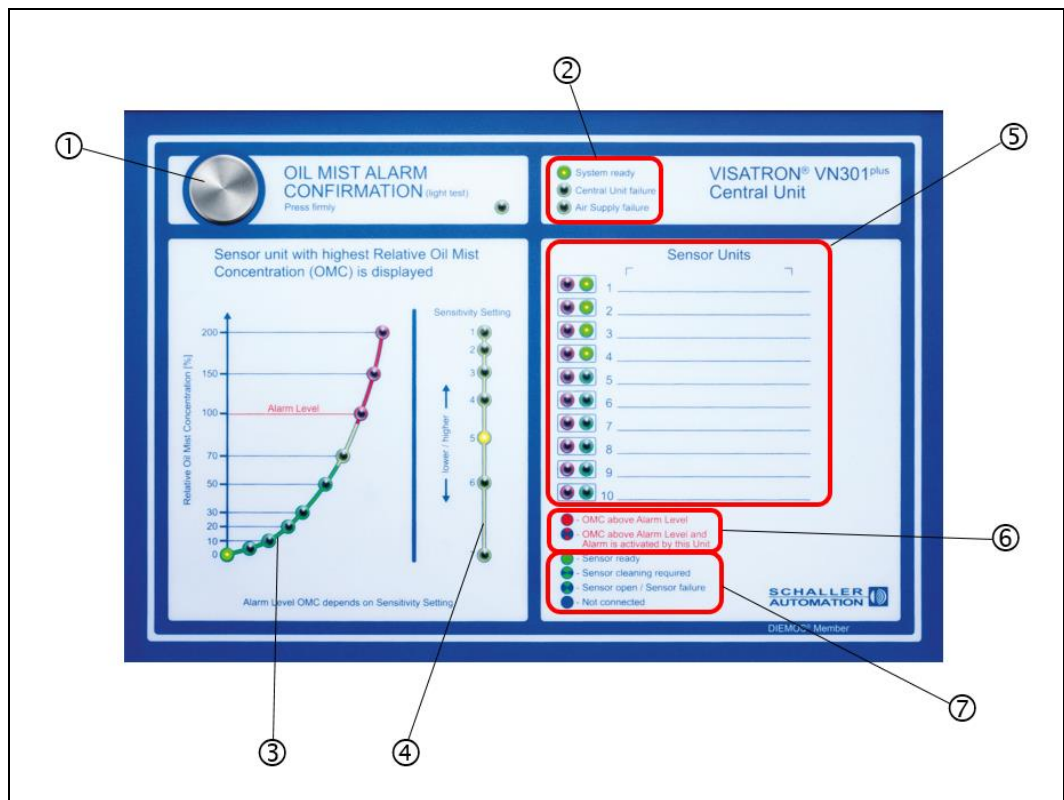 ①
②
③
④
⑤
⑥
⑦
OIL MIST ALARM
CONFIRMATION (light test)
Press firmly
System ready
Central Unit failure
Air Supply failure
VISATRON® VN301plus
Central Unit
Sensor unit with highest Relative Oil Mist
Concentration (OMC) is displayed
Relative Oil Mist Concentration [%]
200
150
100
70
50
30
20
10
0
Alarm Level
Sensitivity Setting
1
2
3
4
5
6
lower / higher
Alarm Level OMC depends on Sensitivity Setting
Sensor Units
1
2
3
4
5
6
7
8
9
10
- OMC above Alarm Level
- OMC above Alarm Level and
Alarm is activated by this Unit
- Sensor ready
- Sensor cleaning required
- Sensor open / Sensor failure
- Not connected
SCHALLER
AUTOMATION
DIEMOS® Member